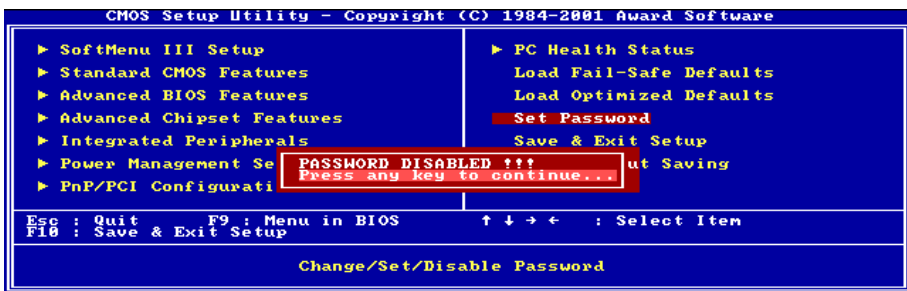 CMOS Setup Utility - Copyright (C) 1984-2001 Award Software
▶ SoftMenu III Setup
▶ Standard CMOS Features
▶ Advanced BIOS Features
▶ Advanced Chipset Features
▶ Integrated Peripherals
▶ Power Management Se
▶ PnP/PCI Configurati
▶ PC Health Status
Load Fail-Safe Defaults
Load Optimized Defaults
Set Password
Save & Exit Setup
ut Saving
PASSWORD DISABLED !!!
Press any key to continue...
Esc : Quit F9 : Menu in BIOS ↑ ↓ → ← : Select Item
F10 : Save & Exit Setup
Change/Set/Disable Password